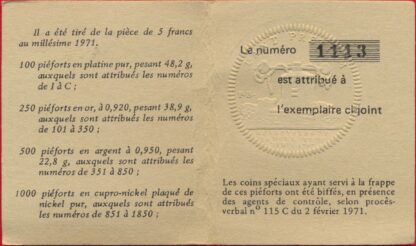 Il a été tiré de la pièce de 5 francs
au millésime 1971.
100 piéforts en platine pur, pesant 48,2 g,
auxquels sont attribués les numéros
de 1 à C ;
250 piéforts en or, à 0,920, pesant 38,9 g,
auxquels sont attribués les numéros
de 101 à 350 ;
500 piéforts en argent à 0,950, pesant
22,8 g, auxquels sont attribués les
numéros de 351 à 850 ;
1000 piéforts en cupro-nickel plaqué de
nickel pur, auxquels sont attribués
les numéros de 851 à 1850 ;
Le numéro 1113
est attribué à
l'exemplaire ci-joint
Les coins spéciaux ayant servi à la frappe
de ces piéforts ont été biffés, en présence
des agents de contrôle, selon procès-
verbal n° 115 C du 2 février 1971.